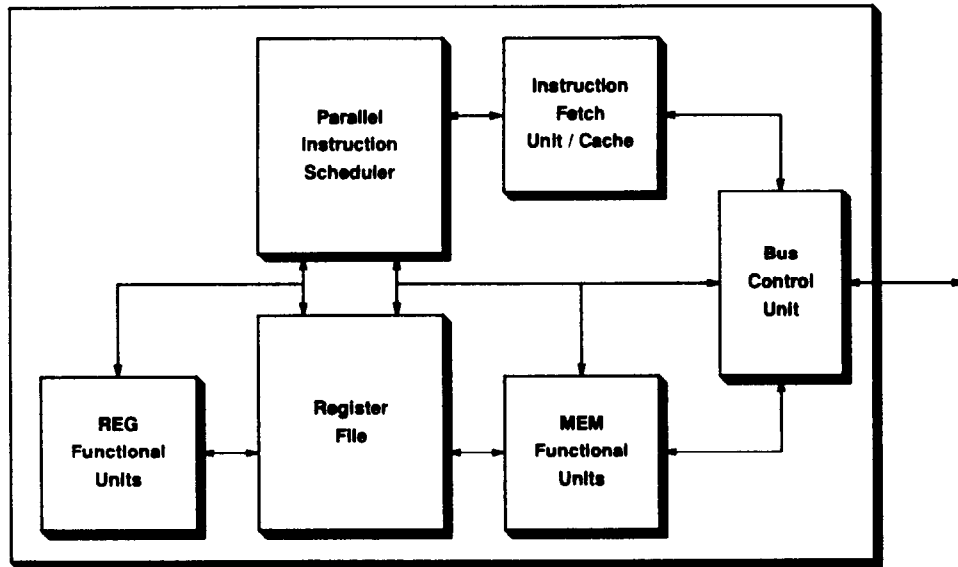 Parallel
Instruction
Scheduler
Instruction
Fetch
Unit / Cache
Bus
Control
Unit
REG
Functional
Units
Register
File
MEM
Functional
Units